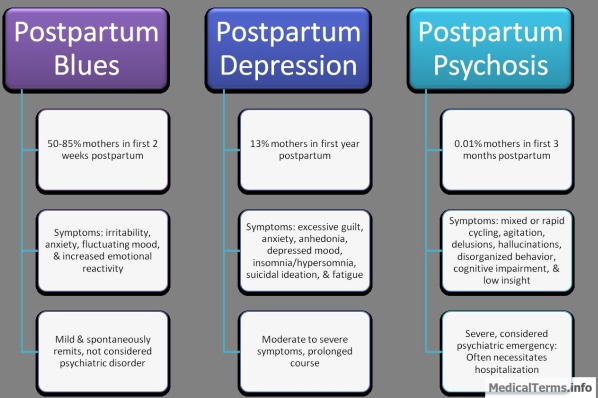 Postpartum
Blues
50-85% mothers in first 2
weeks postpartum
Symptoms: irritability,
anxiety, fluctuating mood,
& increased emotional
reactivity
Mild & spontaneously
remits, not considered
psychiatric disorder
Postpartum
Depression
13% mothers in first year
postpartum
Symptoms: excessive guilt,
anxiety, anhedonia,
depressed mood,
insomnia/hypersomnia,
suicidal ideation, & fatigue
Moderate to severe
symptoms, prolonged
course
Postpartum
Psychosis
0.01% mothers in first 3
months postpartum
Symptoms: mixed or rapid
cycling, agitation,
delusions, hallucinations,
disorganized behavior,
cognitive impairment, &
low insight
Severe, considered
psychiatric emergency:
Often necessitates
hospitalization
MedicalTerms.info